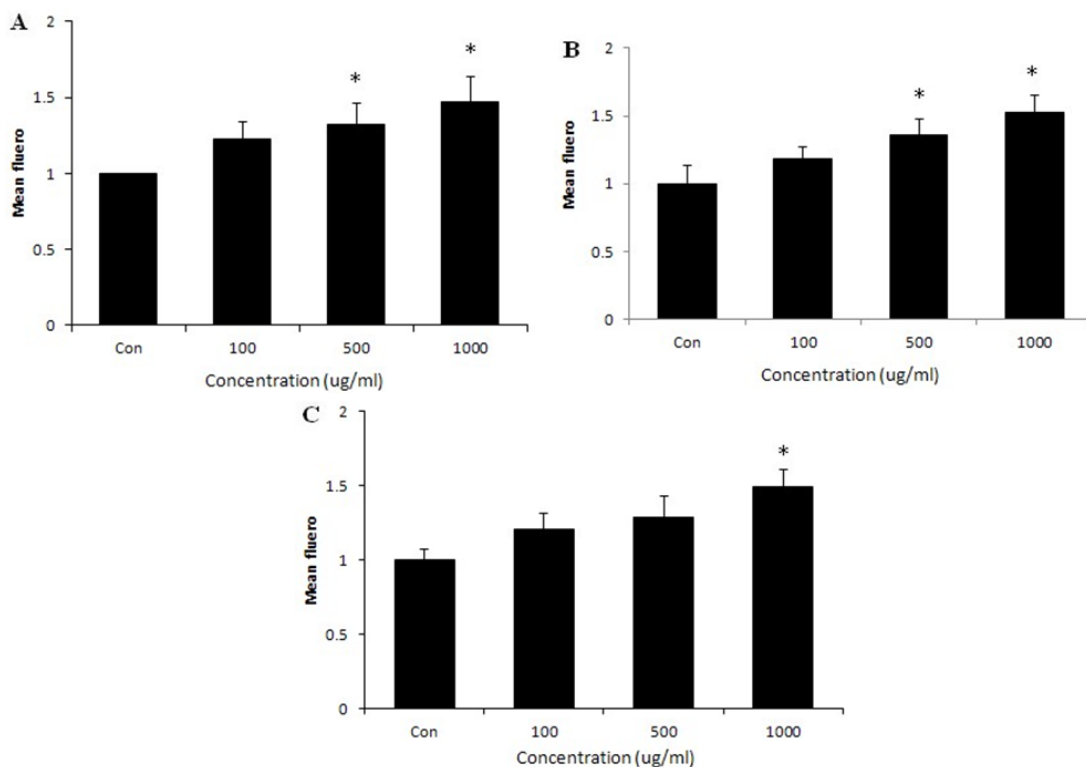 A
2
1.5
1
0.5
0
Mean fluero
* *
Con 100 500 1000
Concentration (ug/ml)
B
2
1.5
1
0.5
0
Mean fluero
* *
Con 100 500 1000
Concentration (ug/ml)
C
2
1.5
1
0.5
0
Mean fluero
*
Con 100 500 1000
Concentration (ug/ml)